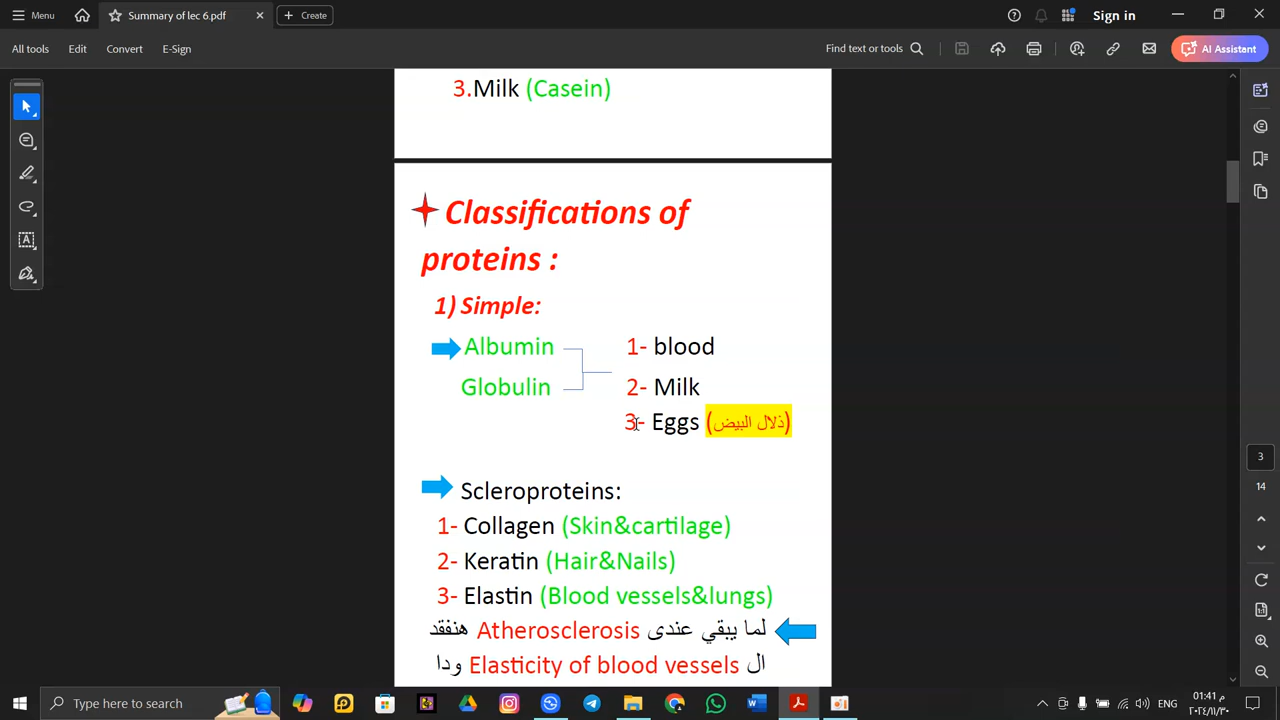 Menu
Summary of lec 6.pdf
Create
Sign in
All tools
Edit
Convert
E-Sign
Find text or tools
AI Assistant
3.Milk (Casein)
Classifications of
proteins :
1) Simple:
Albumin
Globulin
1- blood
2- Milk
3- Eggs (ذلال البيض)
Scleroproteins:
1- Collagen (Skin&cartilage)
2- Keratin (Hair&Nails)
3- Elastin (Blood vessels&lungs)
لما يبقي عندى Atherosclerosis هنفقد
ال Elasticity of blood vessels ودا
3
14
Type here to search
ENG
01:41 م